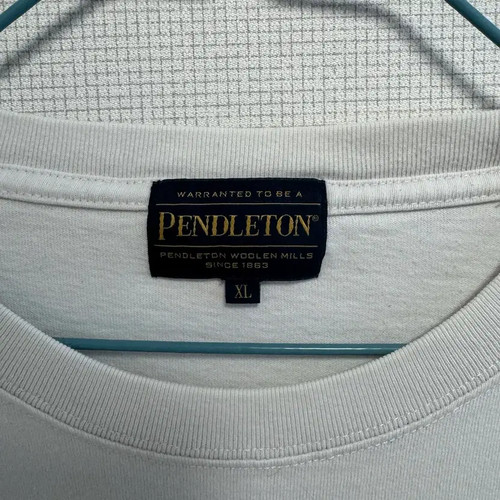 WARRANTED TO BE A
PENDLETON®
PENDLETON WOOLEN MILLS
SINCE 1863
XL